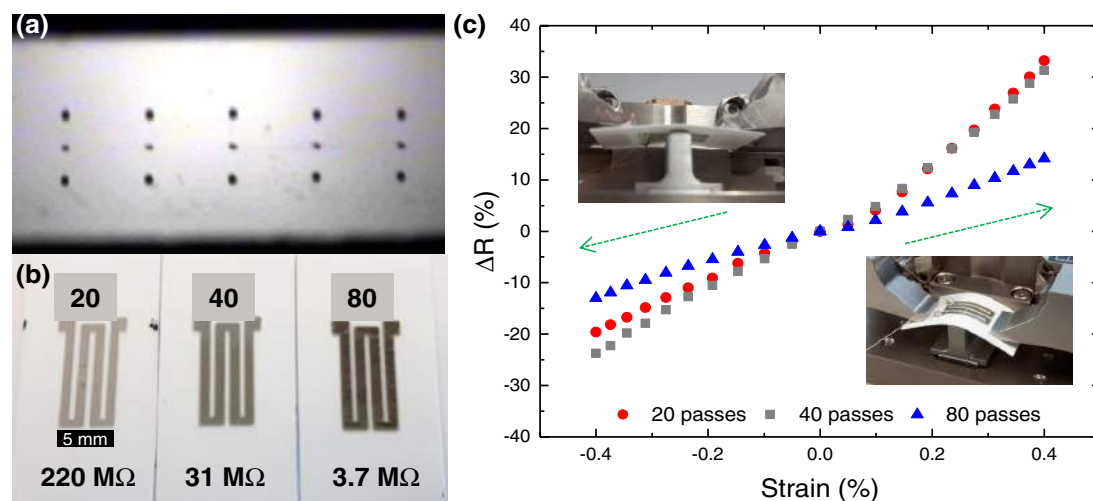 (a)
(b)
20
40
80
5 mm
220 MΩ
31 MΩ
3.7 MΩ
(c)
ΔR (%)
40
30
20
10
0
-10
-20
-30
-40
20 passes
40 passes
80 passes
-0.4
-0.2
0.0
0.2
0.4
Strain (%)